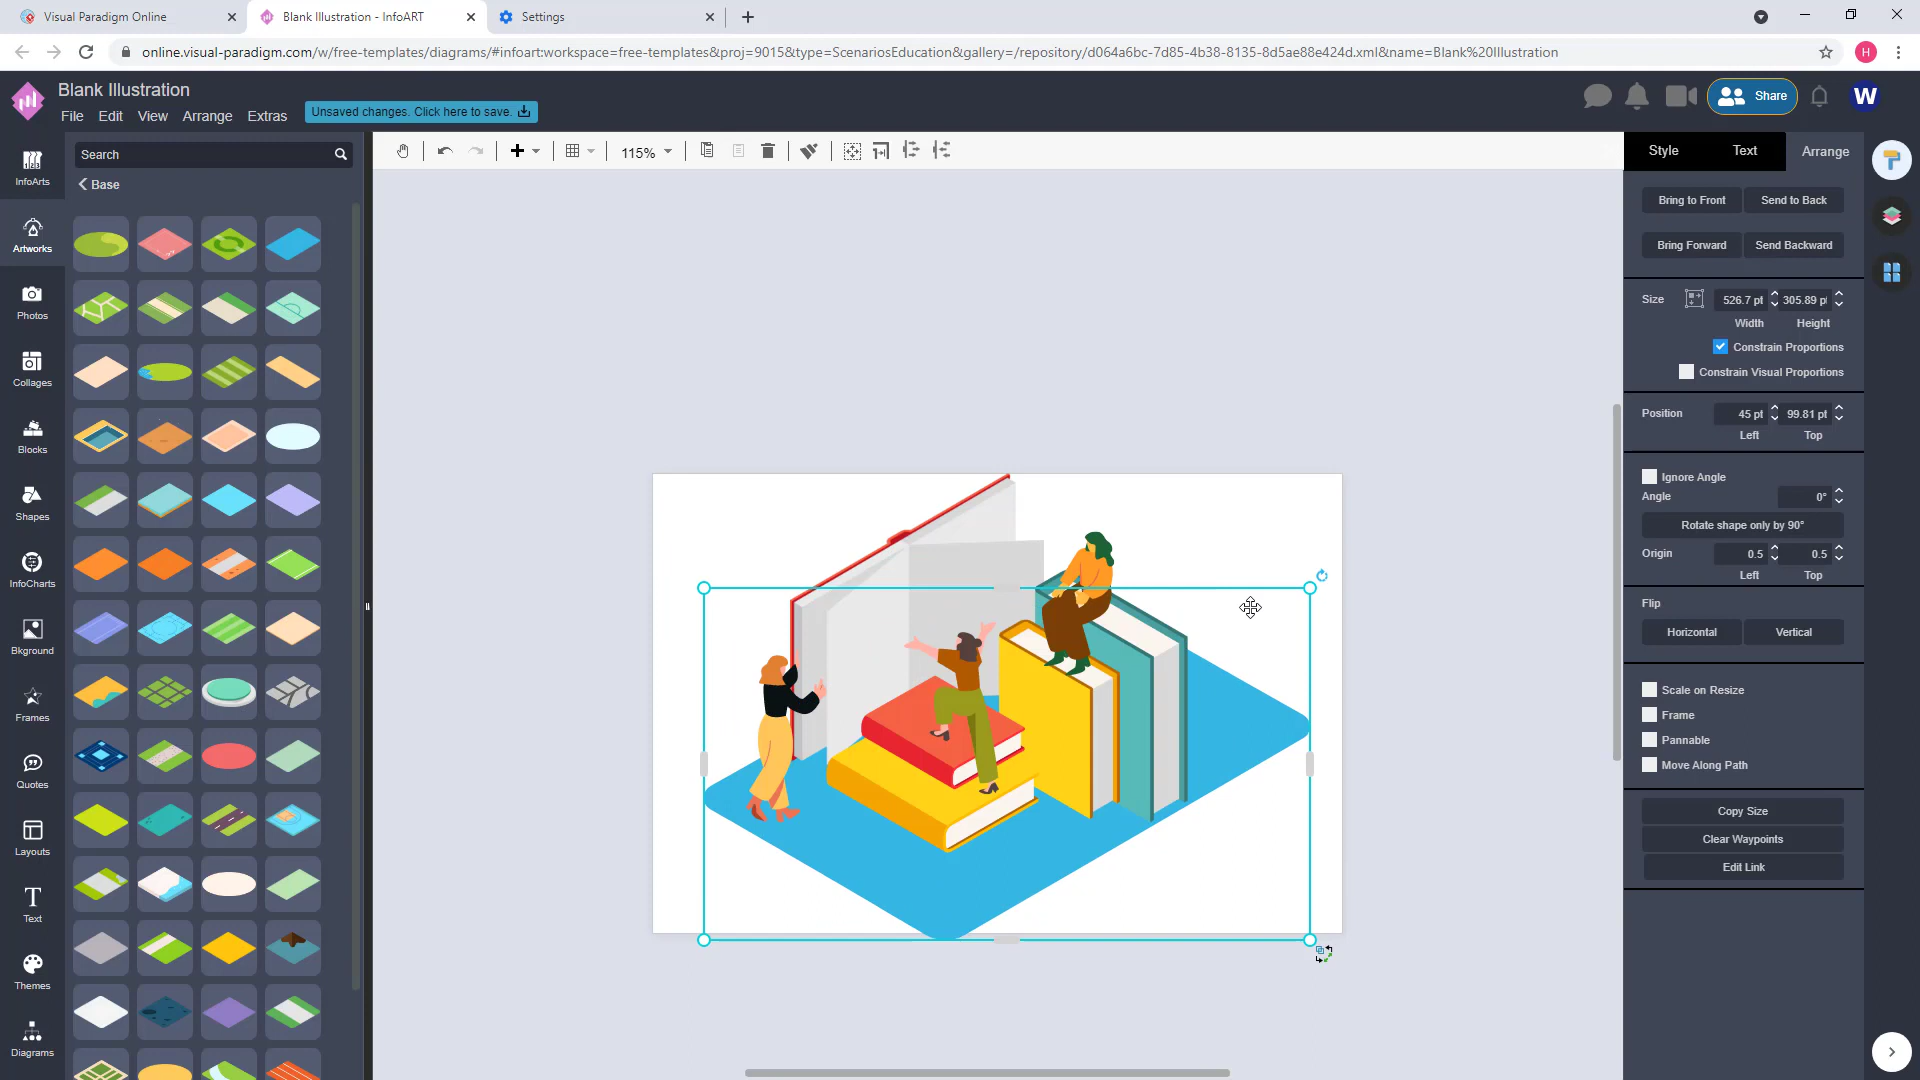 Visual Paradigm Online
Blank Illustration - InfoART
Settings
online.visual-paradigm.com/w/free-templates/diagrams/#infoart:workspace=free-templates&proj=9015&type=ScenariosEducation&gallery=/repository/d064a6bc-7d85-4b38-8135-8d5ae88e424d.xml&name=Blank%20Illustration
H
Blank Illustration
File Edit View Arrange Extras
Unsaved changes. Click here to save.
Share
W
InfoArts
Artworks
Photos
Collages
Blocks
Shapes
InfoCharts
Bkground
Frames
Quotes
Layouts
Text
Themes
Diagrams
Search
Base
115%
Style Text Arrange
Bring to Front Send to Back
Bring Forward Send Backward
Size 526.7 pt 305.89 pt
Width Height
Constrain Proportions
Constrain Visual Proportions
Position 45 pt 99.81 pt
Left Top
Ignore Angle
Angle 0°
Rotate shape only by 90°
Origin 0.5 0.5
Left Top
Flip
Horizontal Vertical
Scale on Resize
Frame
Pannable
Move Along Path
Copy Size
Clear Waypoints
Edit Link